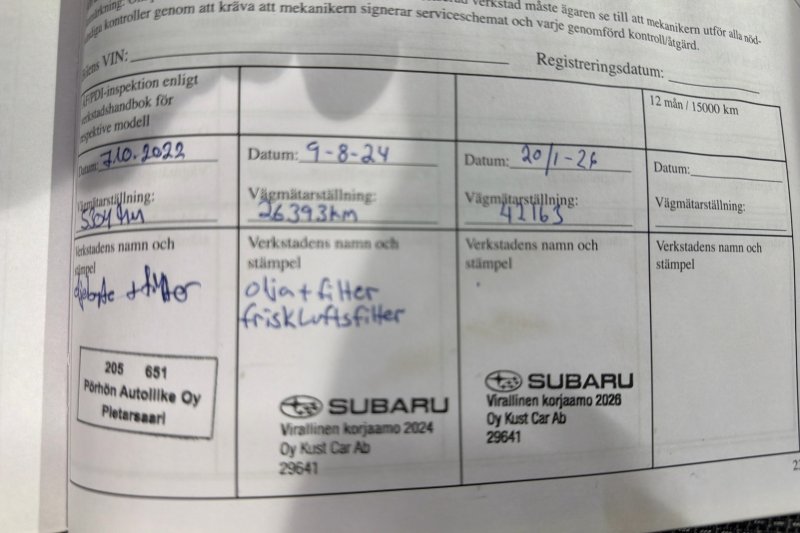 verkstad måste ägaren se till att mekanikern utför alla nöd-
kontroller genom att kräva att mekanikern signerar serviceschemat och varje genomförd kontroll/åtgärd.
VIN:
Registreringsdatum:
PDI-inspektion enligt
verkstadshandbok för
respektive modell
12 mån / 15000 km
Datum: 7.10.2022
Datum: 9-8-24
Datum: 20/1-26
Datum:
Vägmätarställning:
Vägmätarställning:
26393km
Vägmätarställning:
42163
Vägmätarställning:
Verkstadens namn och
stämpel
Verkstadens namn och
stämpel
olja + filter
friskluftsfilter
Verkstadens namn och
stämpel
Verkstadens namn och
stämpel
205 651
Pörhön Autoliike Oy
Pietarsaari
SUBARU
Virallinen korjaamo 2024
Oy Kust Car Ab
29641
SUBARU
Virallinen korjaamo 2026
Oy Kust Car Ab
29641